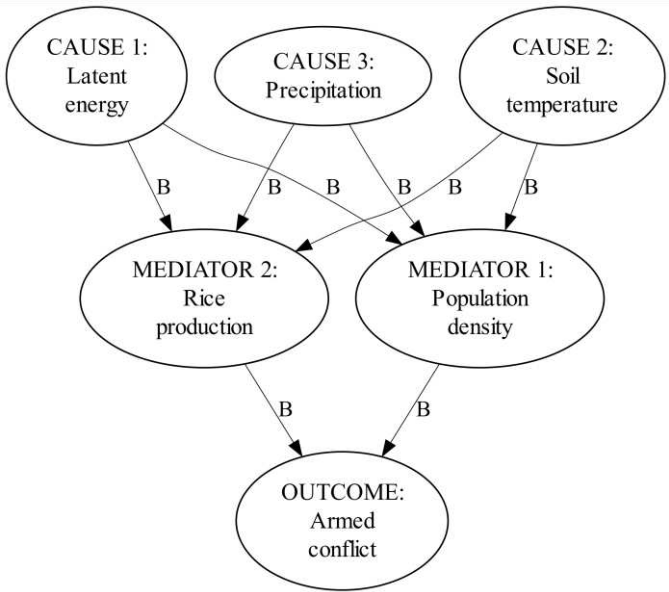 CAUSE 1:
Latent
energy
CAUSE 3:
Precipitation
CAUSE 2:
Soil
temperature
B
B
B
B
B
B
MEDIATOR 2:
Rice
production
MEDIATOR 1:
Population
density
B
B
OUTCOME:
Armed
conflict